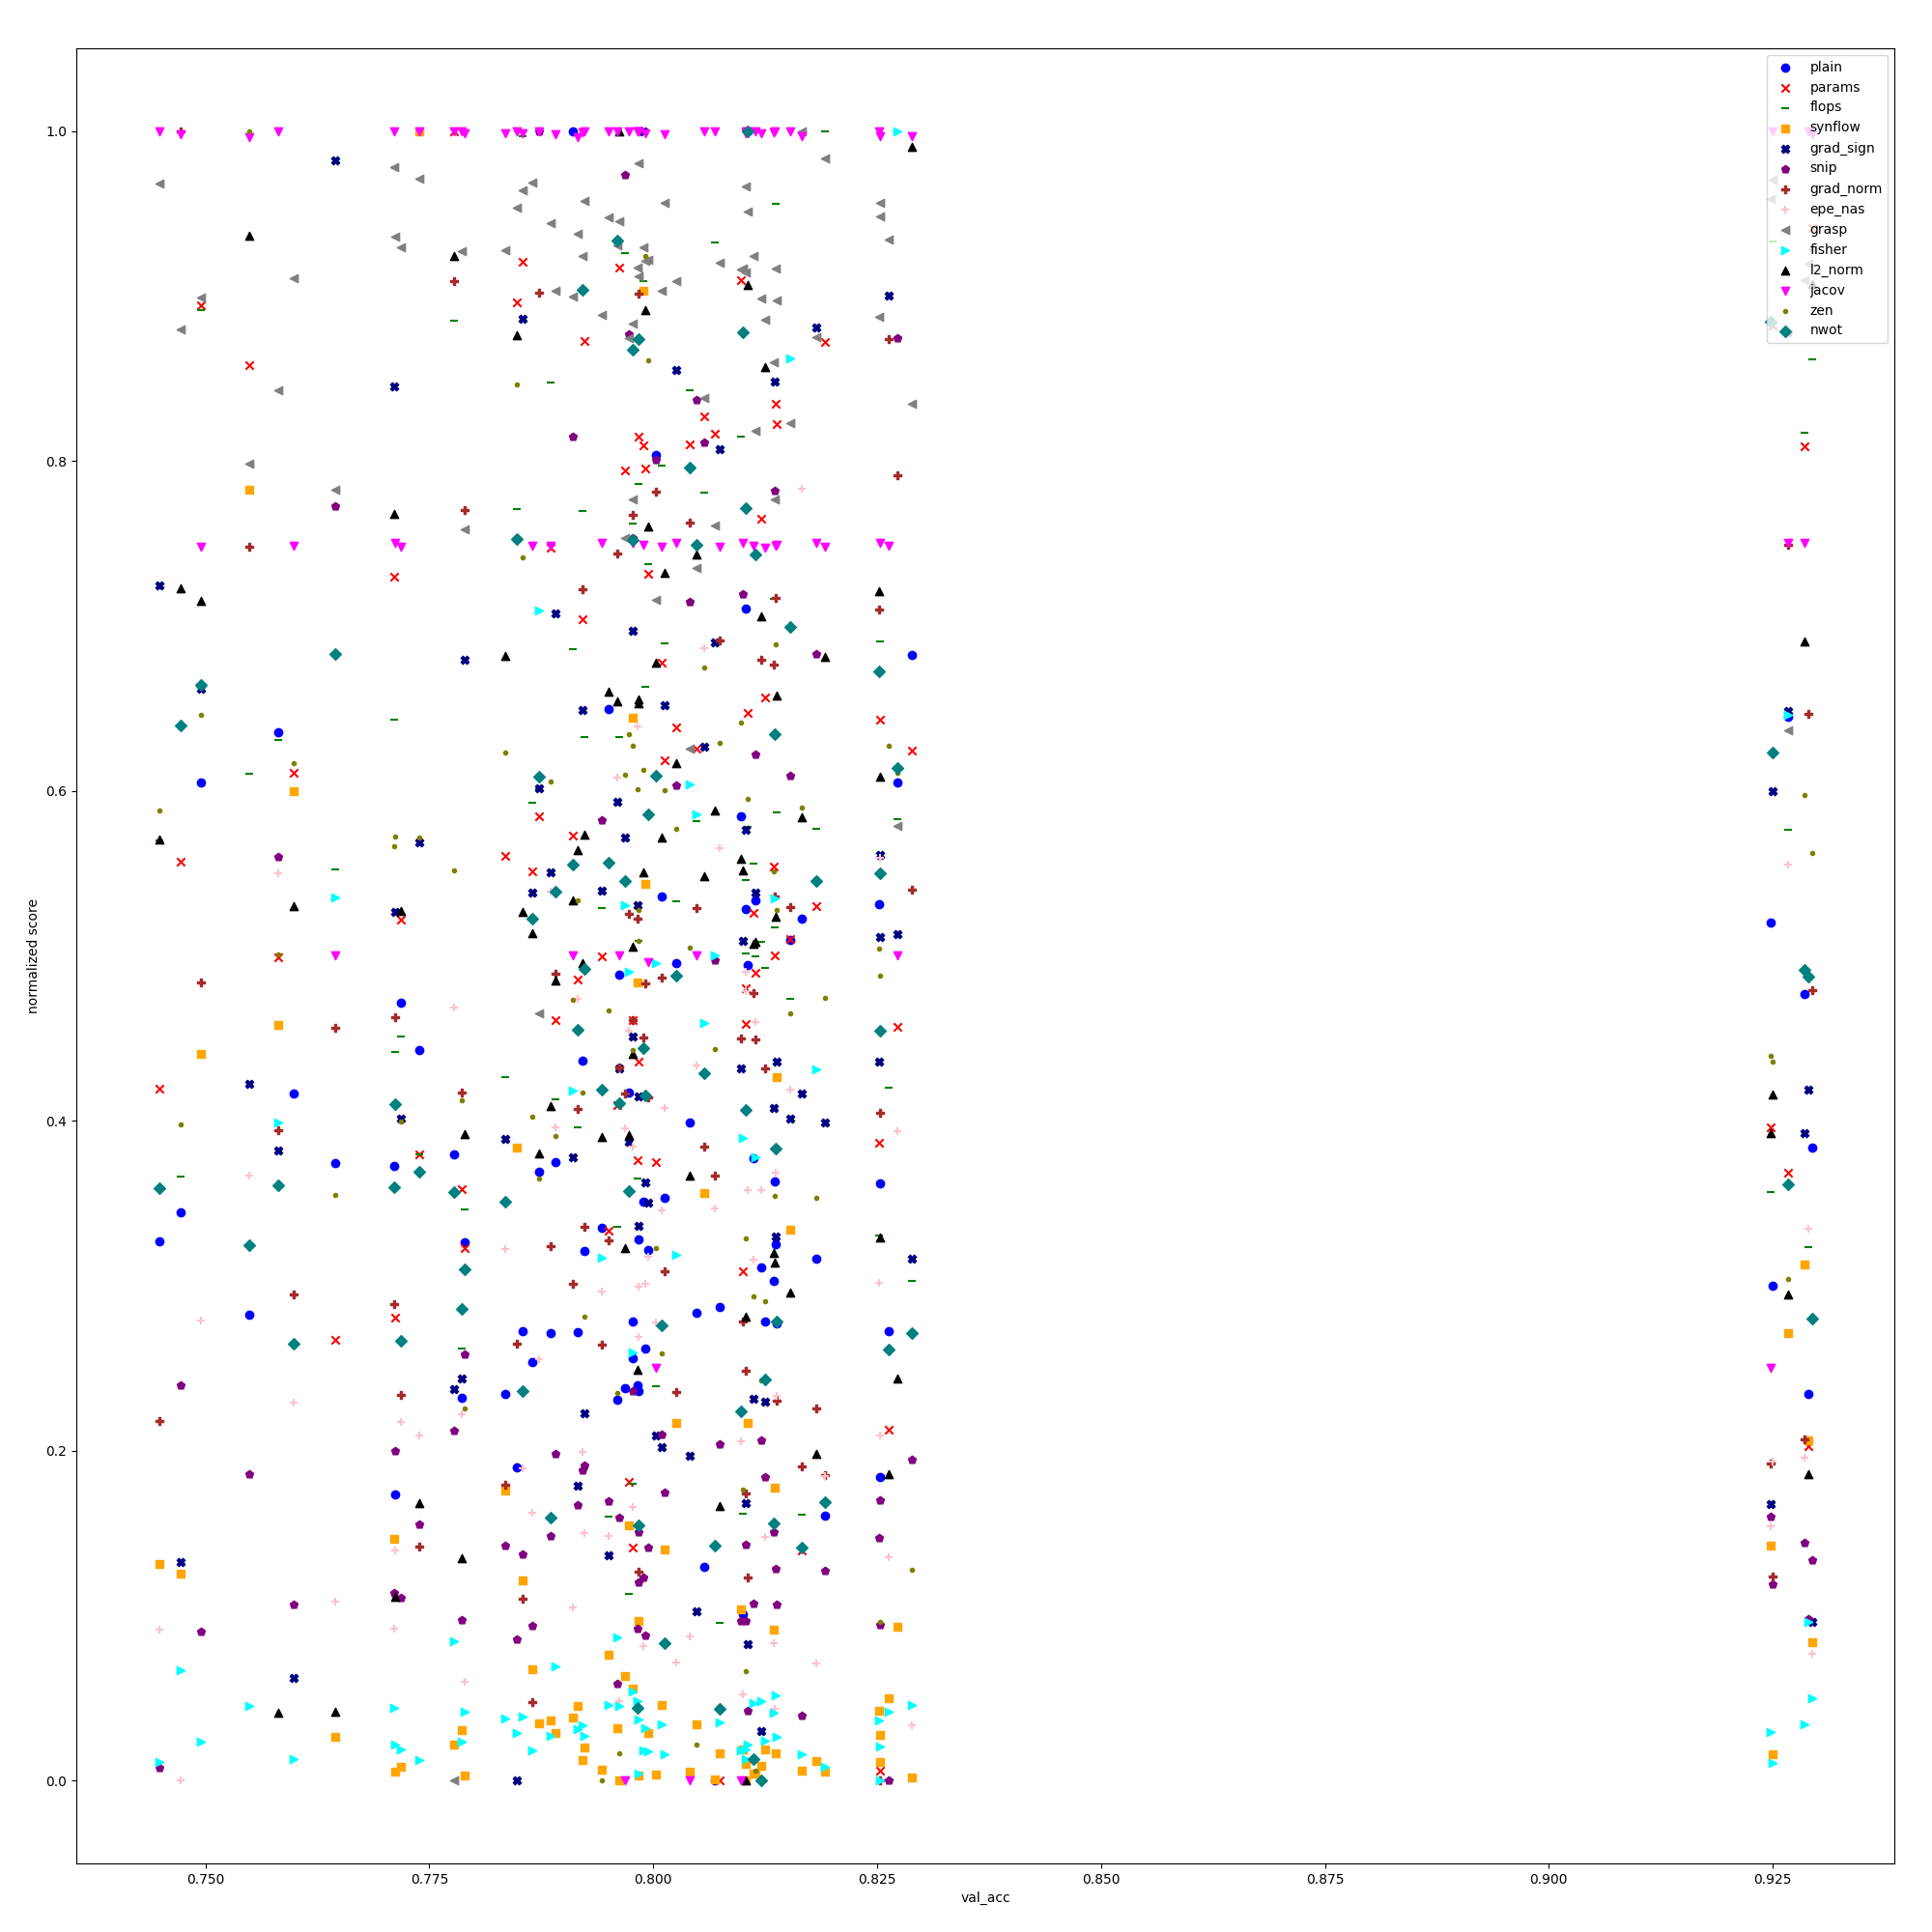 plain
params
flops
synflow
grad_sign
snip
grad_norm
epe_nas
grasp
fisher
l2_norm
jacov
zen
nwot
1.0
0.8
0.6
0.4
0.2
0.0
normalized score
0.750 0.775 0.800 0.825 0.850 0.875 0.900 0.925
val_acc